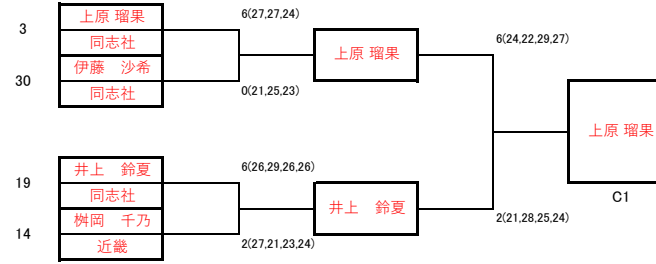 3
上原 瑠果
同志社
30
伊藤　沙希
同志社
6(27,27,24)
0(21,25,23)
上原 瑠果
19
井上　鈴夏
同志社
14
桝岡　千乃
近畿
6(26,29,26,26)
2(27,21,23,24)
井上　鈴夏
6(24,22,29,27)
2(21,28,25,24)
上原 瑠果
C1